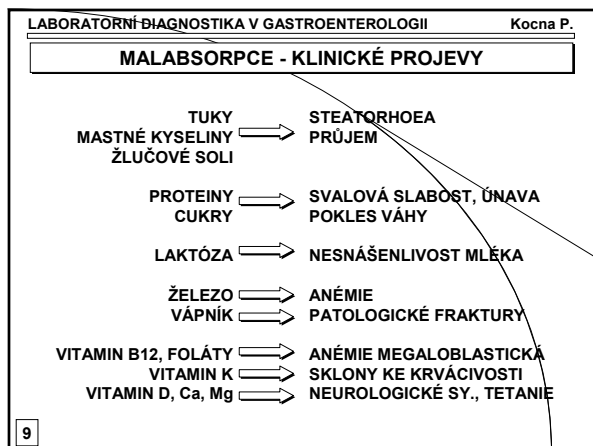 LABORATORNÍ DIAGNOSTIKA V GASTROENTEROLOGII Kocna P.
MALABSORPCE - KLINICKÉ PROJEVY
TUKY STEATORHOEA
MASTNÉ KYSELINY PRŮJEM
ŽLUČOVÉ SOLI
PROTEINY SVALOVÁ SLABOST, ÚNAVA
CUKRY POKLES VÁHY
LAKTÓZA NESNÁŠENLIVOST MLÉKA
ŽELEZO ANÉMIE
VÁPNÍK PATOLOGICKÉ FRAKTURY
VITAMIN B12, FOLÁTY ANÉMIE MEGALOBLASTICKÁ
VITAMIN K SKLONY KE KRVÁCIVOSTI
VITAMIN D, Ca, Mg NEUROLOGICKÉ SY., TETANIE
9